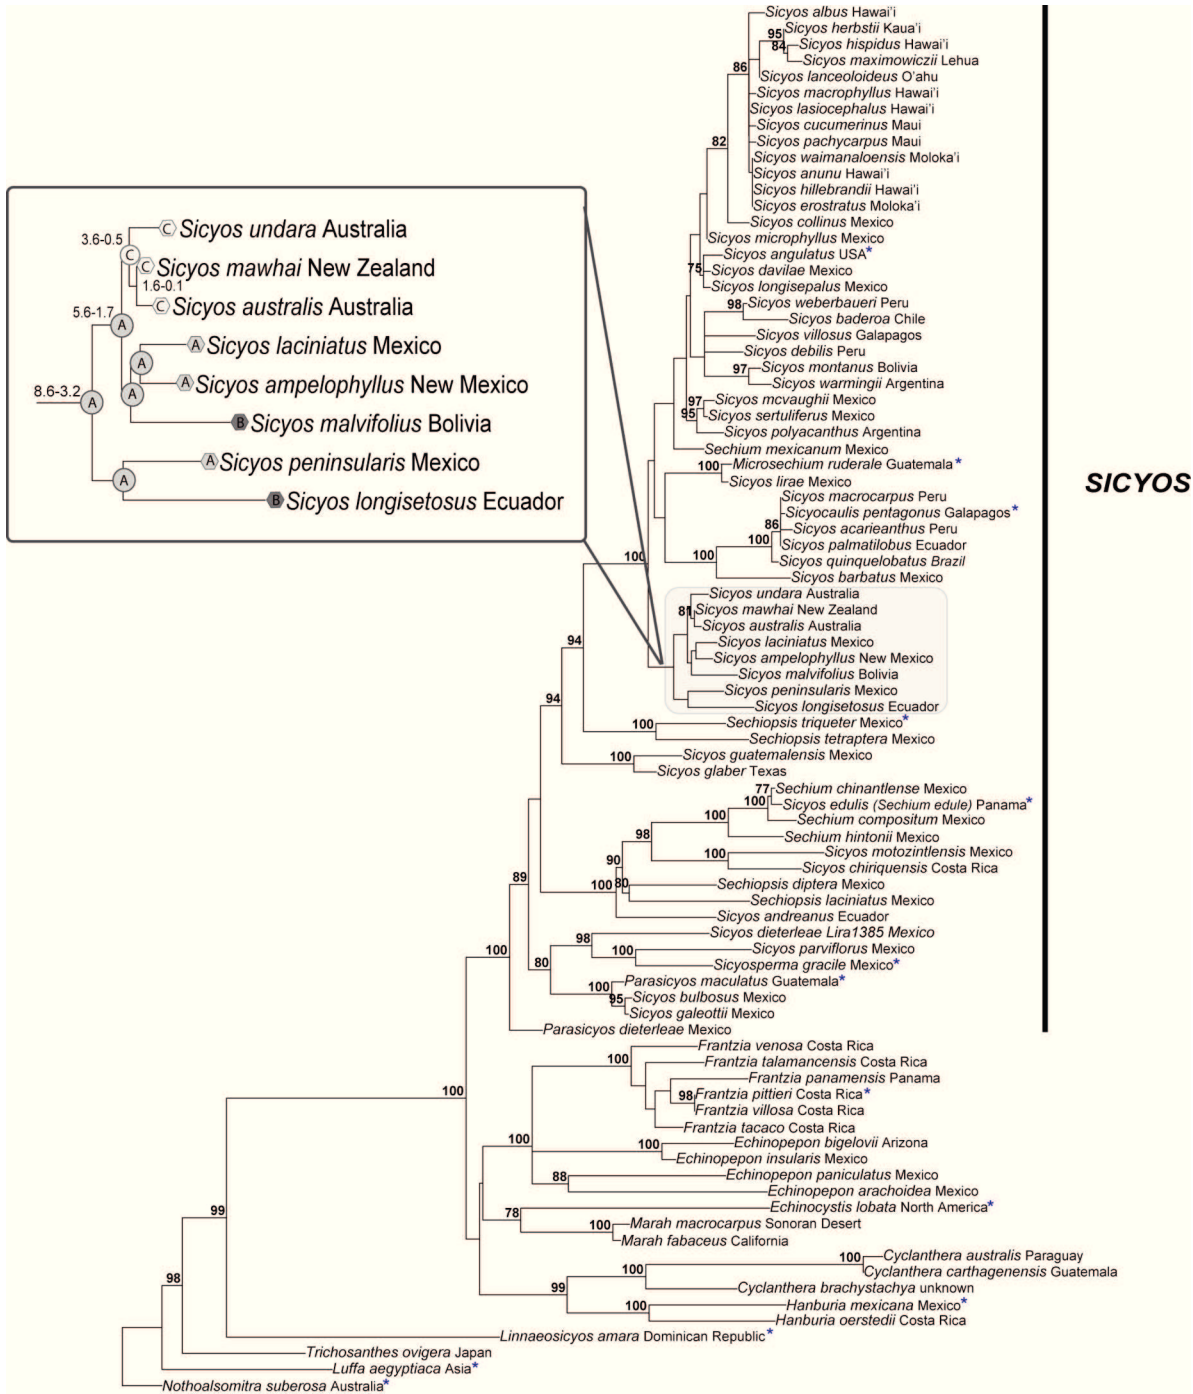 Sicyos albus Hawai'i
Sicyos herbstii Kaua'i
95
84
Sicyos hispidus Hawai'i
Sicyos maximowiczii Lehua
86
Sicyos lanceoloideus O'ahu
Sicyos macrophyllus Hawai'i
Sicyos lasiocephalus Hawai'i
Sicyos cucumerinus Maui
82
Sicyos pachycarpus Maui
Sicyos waimanaloensis Moloka'i
Sicyos anunu Hawai'i
Sicyos hillebrandii Hawai'i
Sicyos erostratus Moloka'i
Sicyos collinus Mexico
Sicyos microphyllus Mexico
Sicyos angulatus USA*
75
Sicyos davilae Mexico
Sicyos longisepalus Mexico
98
Sicyos weberbaueri Peru
Sicyos baderoa Chile
Sicyos villosus Galapagos
Sicyos debilis Peru
97
Sicyos montanus Bolivia
Sicyos warmingii Argentina
97
Sicyos mcvaughii Mexico
95
Sicyos sertuliferus Mexico
Sicyos polyacanthus Argentina
Sechium mexicanum Mexico
100
Microsechium ruderale Guatemala*
Sicyos lirae Mexico
Sicyos macrocarpus Peru
Sicyocaulis pentagonus Galapagos*
86
Sicyos acarieanthus Peru
100
Sicyos palmatilobus Ecuador
100
100
Sicyos quinquelobatus Brazil
Sicyos barbatus Mexico
Sicyos undara Australia
81
Sicyos mawhai New Zealand
Sicyos australis Australia
94
Sicyos laciniatus Mexico
Sicyos ampelophyllus New Mexico
Sicyos malvifolius Bolivia
94
Sicyos peninsularis Mexico
Sicyos longisetosus Ecuador
100
Sechiopsis triqueter Mexico*
Sechiopsis tetraptera Mexico
100
Sicyos guatemalensis Mexico
Sicyos glaber Texas
77
Sechium chinantlense Mexico
100
Sicyos edulis (Sechium edule) Panama*
100
Sechium compositum Mexico
98
Sechium hintonii Mexico
100
Sicyos motozintlensis Mexico
90
Sicyos chiriquensis Costa Rica
89
100
80
Sechiopsis diptera Mexico
Sechiopsis laciniatus Mexico
Sicyos andreanus Ecuador
98
Sicyos dieterleae Lira1385 Mexico
100
100
Sicyos parviflorus Mexico
80
Sicyosperma gracile Mexico*
100
Parasicyos maculatus Guatemala*
95
Sicyos bulbosus Mexico
Sicyos galeottii Mexico
Parasicyos dieterleae Mexico
SICYOS
3.6-0.5
C
C
Sicyos undara Australia
C
Sicyos mawhai New Zealand
1.6-0.1
C
Sicyos australis Australia
5.6-1.7
A
A
Sicyos laciniatus Mexico
A
A
Sicyos ampelophyllus New Mexico
8.6-3.2
A
A
B
Sicyos malvifolius Bolivia
A
Sicyos peninsularis Mexico
A
B
Sicyos longisetosus Ecuador
100
Frantzia venosa Costa Rica
100
Frantzia talamancensis Costa Rica
Frantzia panamensis Panama
98
Frantzia pittieri Costa Rica*
Frantzia villosa Costa Rica
Frantzia tacaco Costa Rica
100
100
Echinopepon bigelovii Arizona
Echinopepon insularis Mexico
88
Echinopepon paniculatus Mexico
Echinopepon arachoidea Mexico
78
Echinocystis lobata North America*
100
Marah macrocarpus Sonoran Desert
Marah fabaceus California
100
Cyclanthera australis Paraguay
100
Cyclanthera carthagenensis Guatemala
99
Cyclanthera brachystachya unknown
100
Hanburia mexicana Mexico*
Hanburia oerstedii Costa Rica
99
Linnaeosicyos amara Dominican Republic*
98
Trichosanthes ovigera Japan
Luffa aegyptiaca Asia*
Nothoalsomitra suberosa Australia*